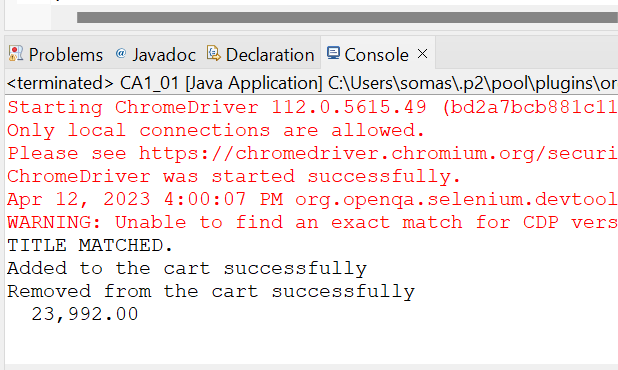 Problems @ Javadoc Declaration Console ×
<terminated> CA1_01 [Java Application] C:\Users\somas\.p2\pool\plugins\or
Starting ChromeDriver 112.0.5615.49 (bd2a7bcb881c11
Only local connections are allowed.
Please see https://chromedriver.chromium.org/securi
ChromeDriver was started successfully.
Apr 12, 2023 4:00:07 PM org.openqa.selenium.devtool
WARNING: Unable to find an exact match for CDP vers
TITLE MATCHED.
Added to the cart successfully
Removed from the cart successfully
23,992.00